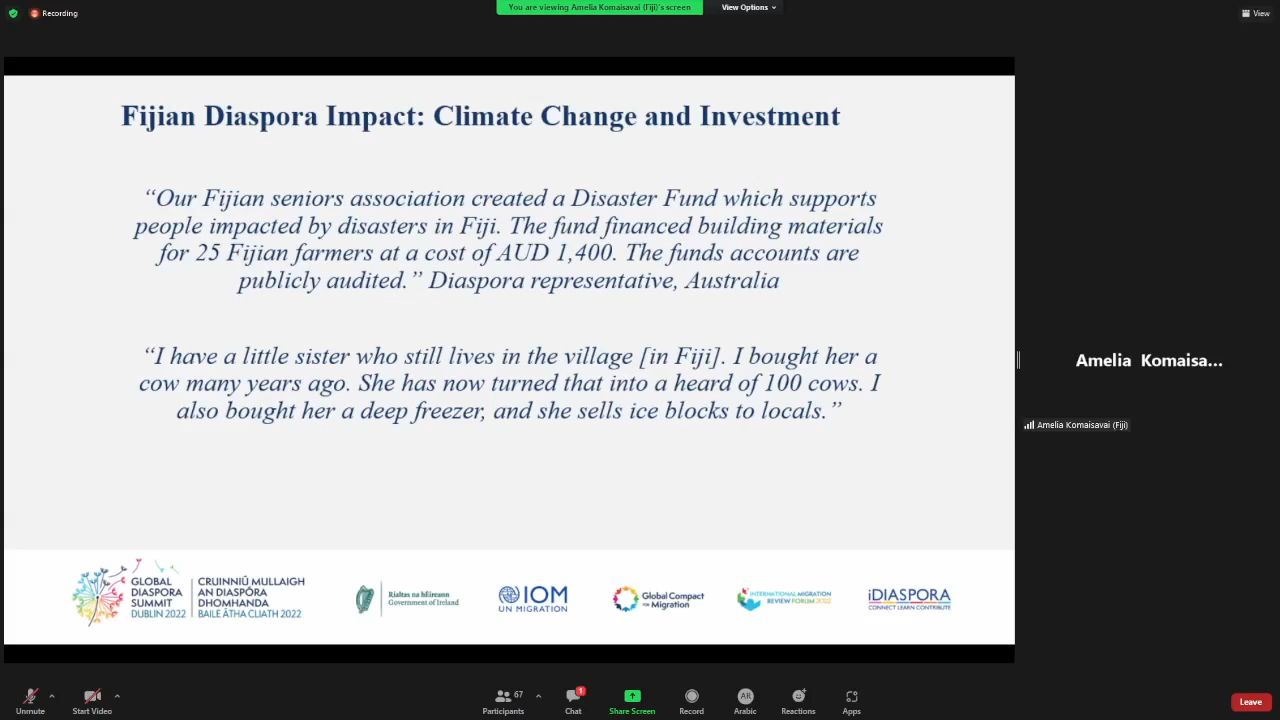 Recording
You are viewing Amelia Komaisavai (Fiji)'s screen
View Options
View
Fijian Diaspora Impact: Climate Change and Investment
“Our Fijian seniors association created a Disaster Fund which supports
people impacted by disasters in Fiji. The fund financed building materials
for 25 Fijian farmers at a cost of AUD 1,400. The funds accounts are
publicly audited.” Diaspora representative, Australia
“I have a little sister who still lives in the village [in Fiji]. I bought her a
cow many years ago. She has now turned that into a heard of 100 cows. I
also bought her a deep freezer, and she sells ice blocks to locals.”
Amelia Komaisa...
Amelia Komaisavai (Fiji)
GLOBAL
DIASPORA
SUMMIT
DUBLIN 2022
CRUINNIÚ MULLAIGH
AN DIASPÓRA
DHOMHANDA
BAILE ÁTHA CLIATH 2022
Rialtas na hÉireann
Government of Ireland
IOM
UN MIGRATION
Global Compact
for Migration
INTERNATIONAL MIGRATION
REVIEW FORUM 2022
iDIASPORA
CONNECT LEARN CONTRIBUTE
Unmute
Start Video
67
Participants
1
Chat
Share Screen
Record
AR
Arabic
Reactions
Apps
Leave